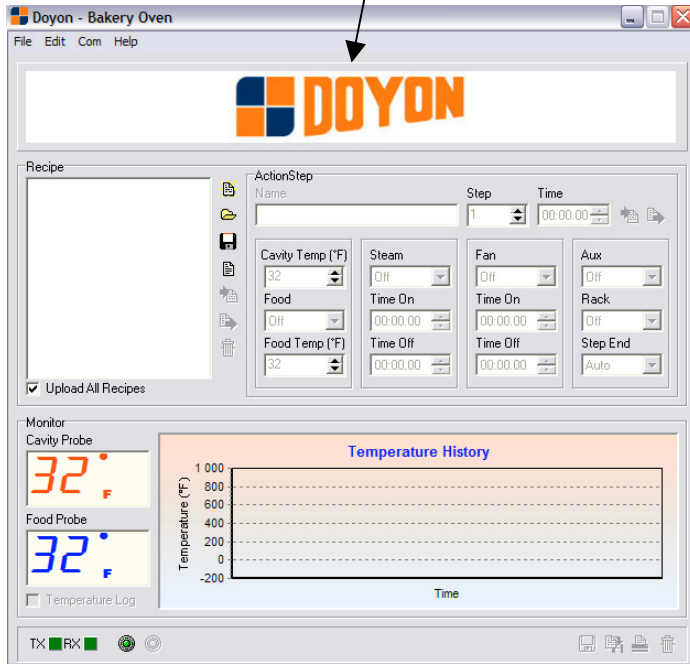 Doyon - Bakery Oven
File Edit Com Help
DOYON
Recipe
ActionStep
Name Step Time
1 00:00.00
Cavity Temp (°F) Steam Fan Aux
32 Off Off Off
Food Time On Time On Rack
Off 00:00.00 00:00.00 Off
Food Temp (°F) Time Off Time Off Step End
32 00:00.00 00:00.00 Auto
Upload All Recipes
Monitor
Cavity Probe
32°F
Food Probe
32°F
Temperature Log
Temperature History
Temperature (°F)
1 000
800
600
400
200
0
-200
Time
TX RX